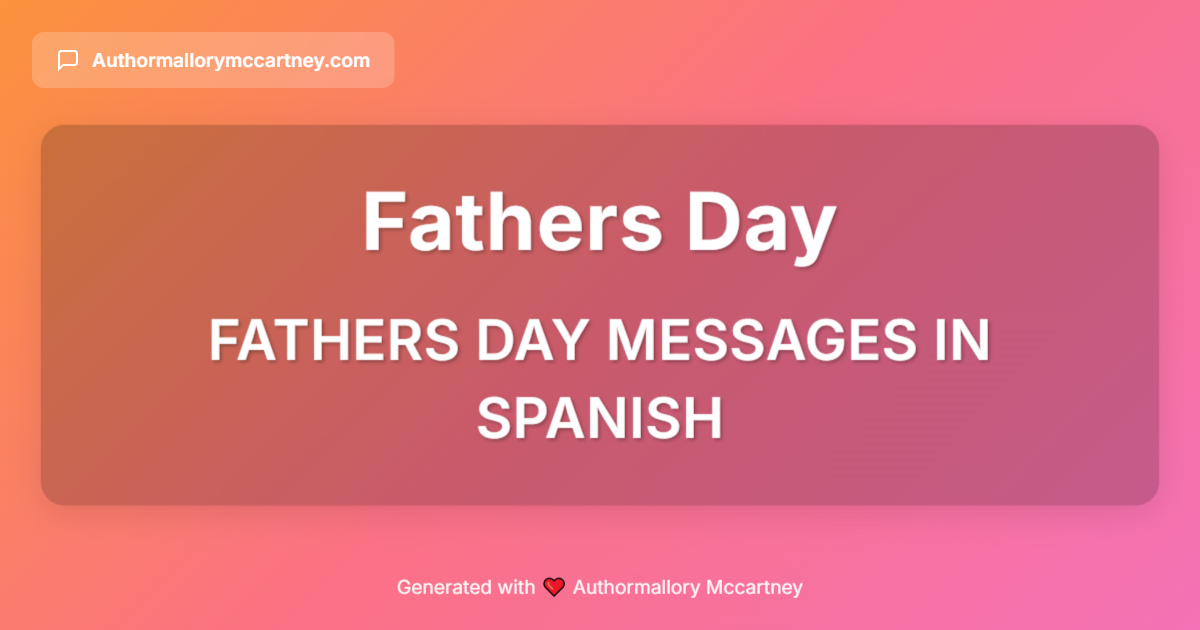 Authormallorymccartney.com
Fathers Day
FATHERS DAY MESSAGES IN
SPANISH
Generated with ❤️ Authormallory Mccartney